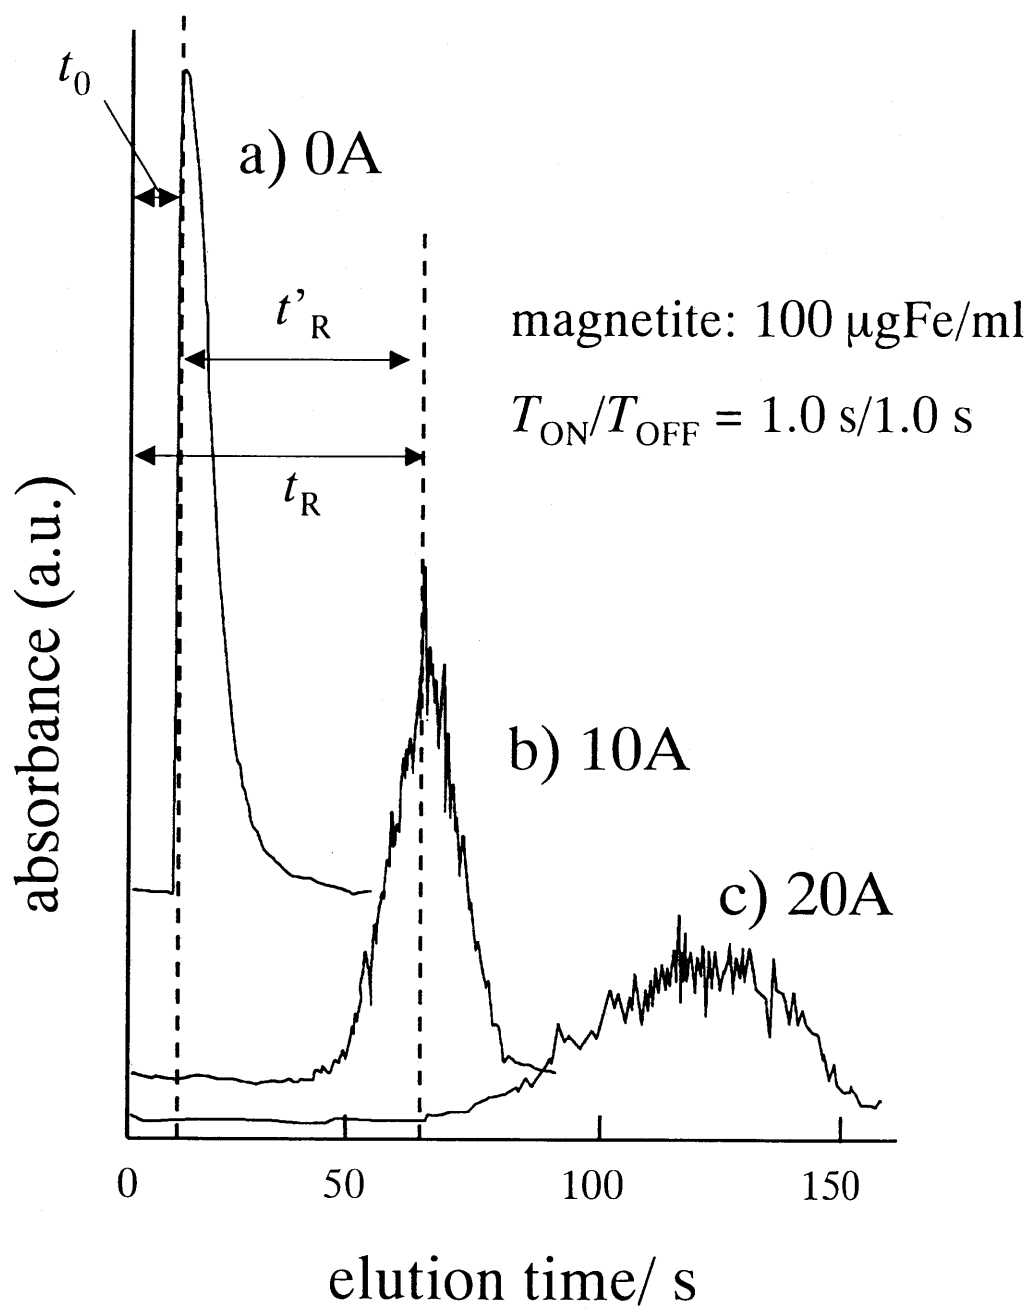 t0
a) 0A
t'R
magnetite: 100 μgFe/ml
TON/TOFF = 1.0 s/1.0 s
tR
absorbance (a.u.)
b) 10A
c) 20A
0 50 100 150
elution time/ s